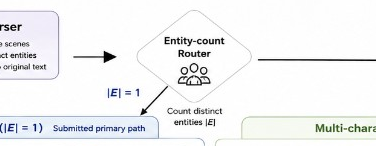 rser
e scenes
ct entities
o original text
Entity-count
Router
|E| = 1
Count distinct
entities |E|
(|E| = 1) Submitted primary path
Multi-chara